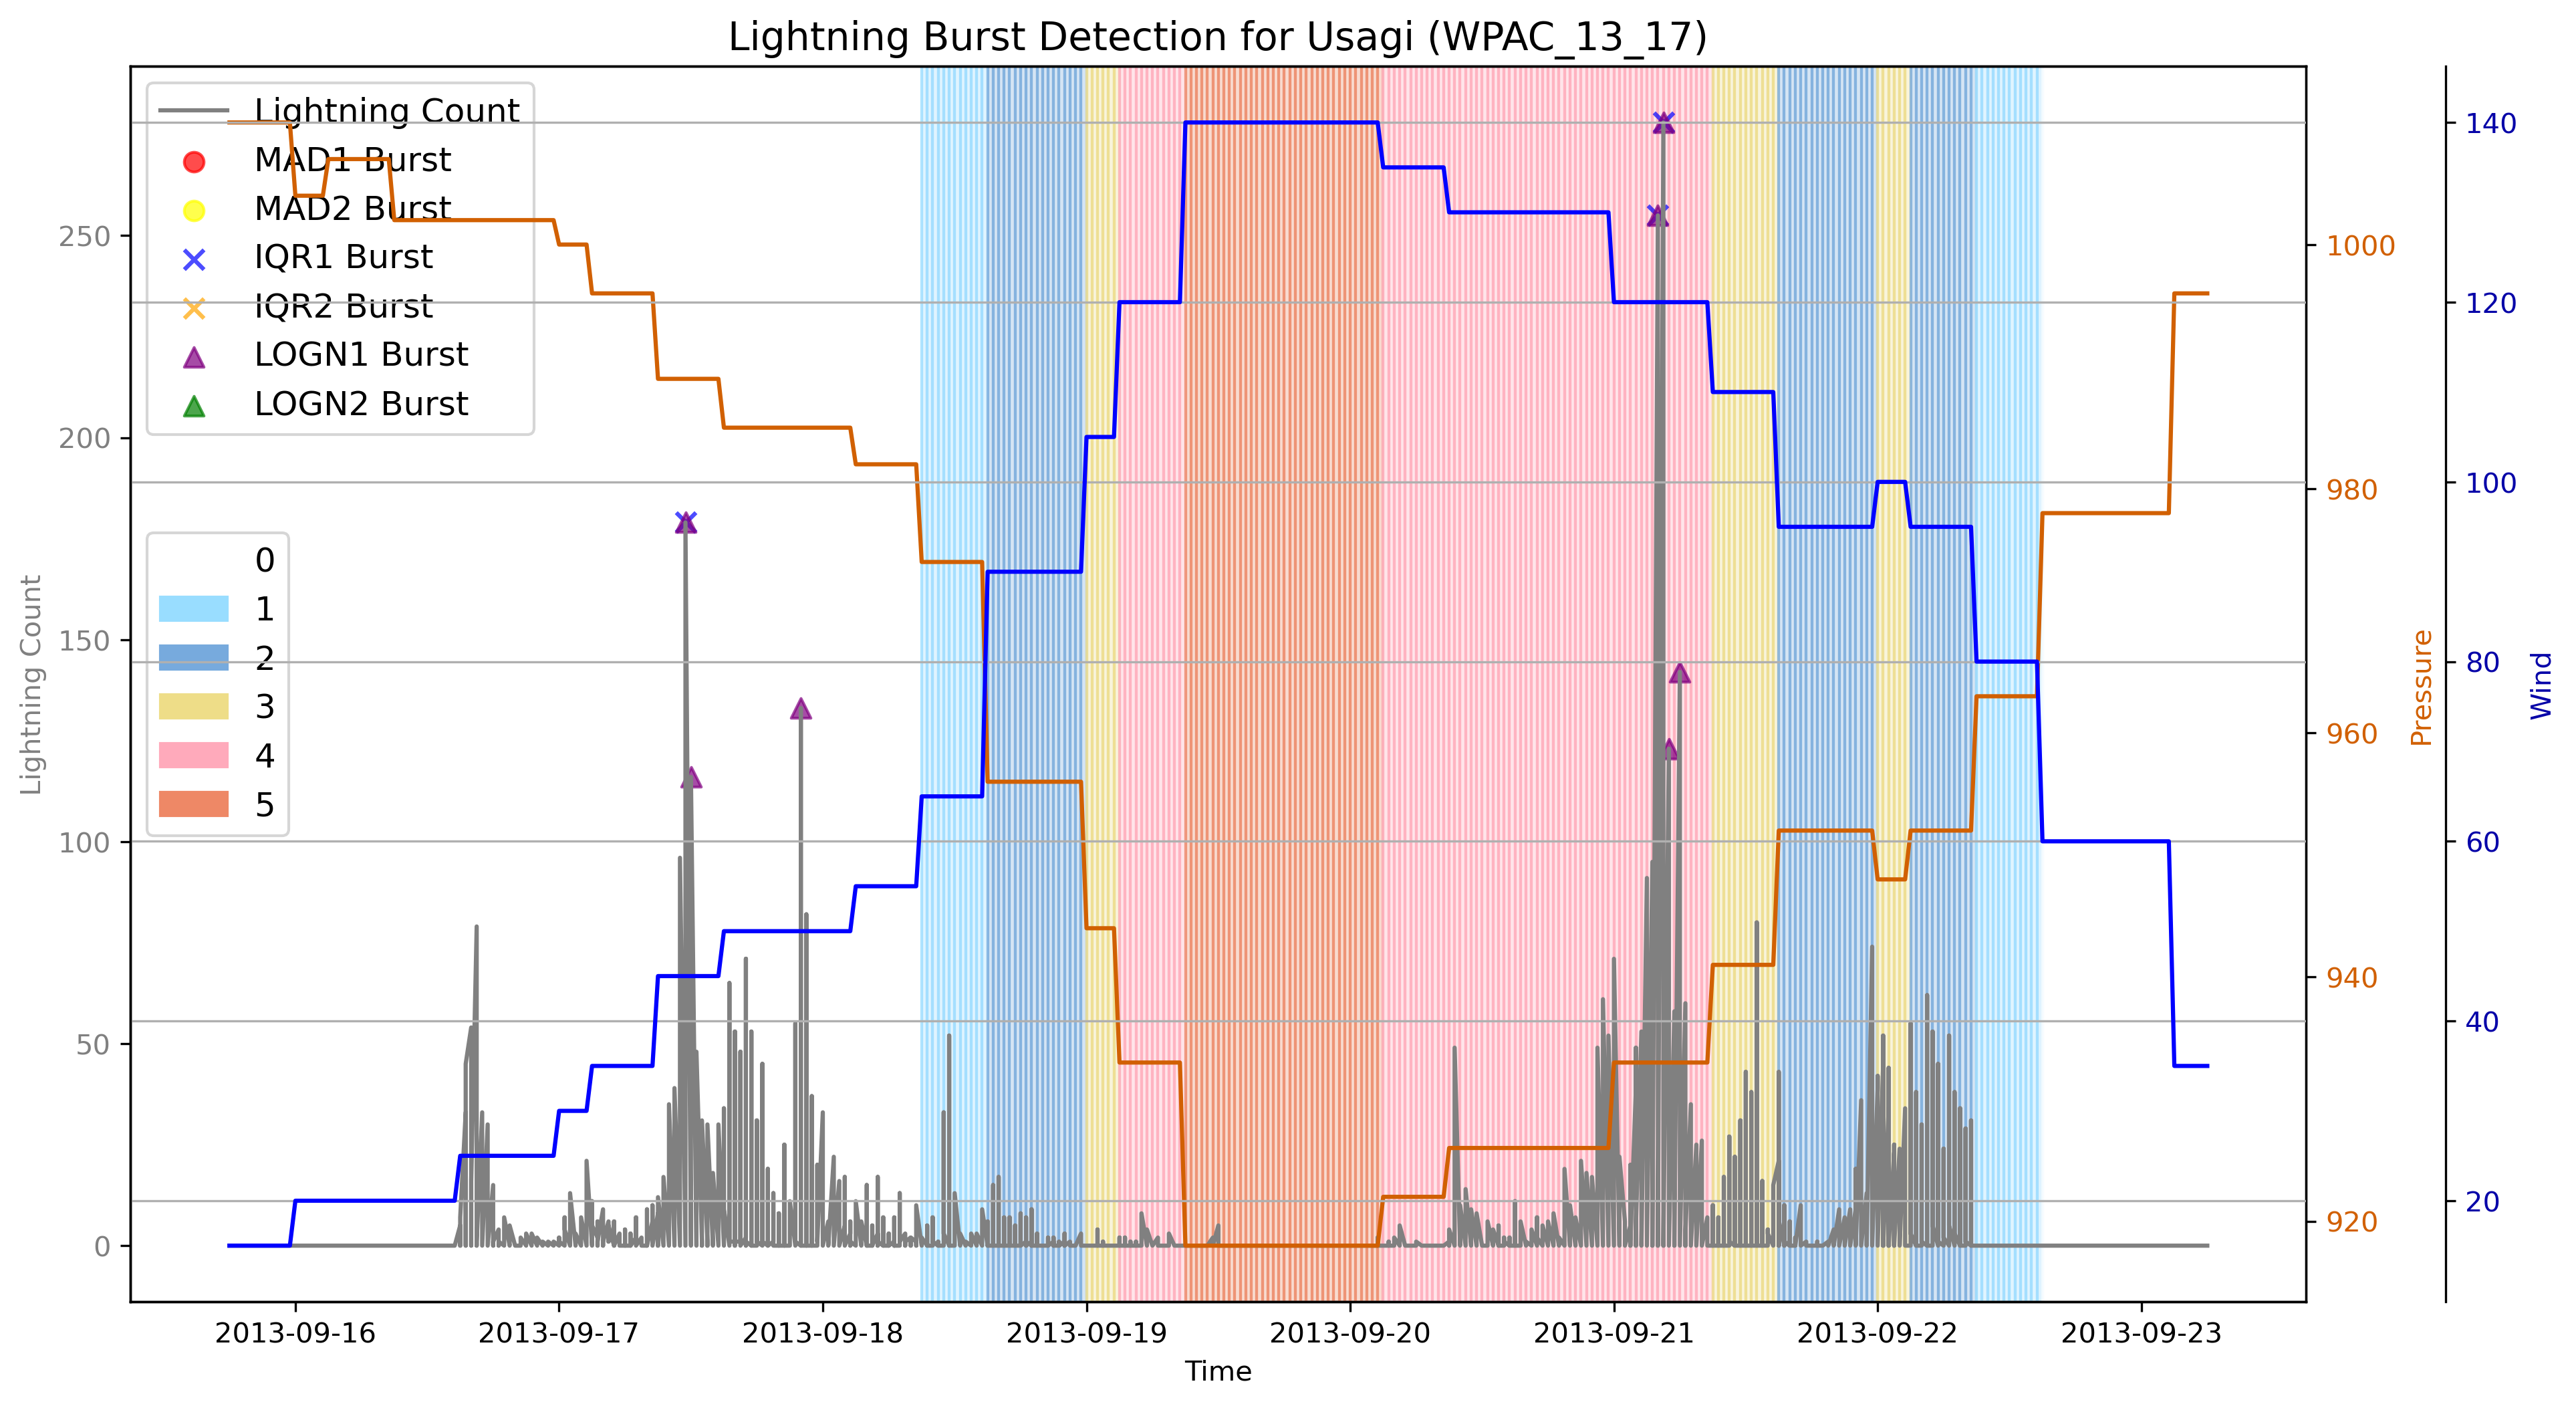 Lightning Burst Detection for Usagi (WPAC_13_17)
Lightning Count
MAD1 Burst
MAD2 Burst
IQR1 Burst
IQR2 Burst
LOGN1 Burst
LOGN2 Burst
0
1
2
3
4
5
Lightning Count
250
200
150
100
50
0
1000
980
960
940
920
Pressure
140
120
100
80
60
40
20
Wind
2013-09-16
2013-09-17
2013-09-18
2013-09-19
2013-09-20
2013-09-21
2013-09-22
2013-09-23
Time